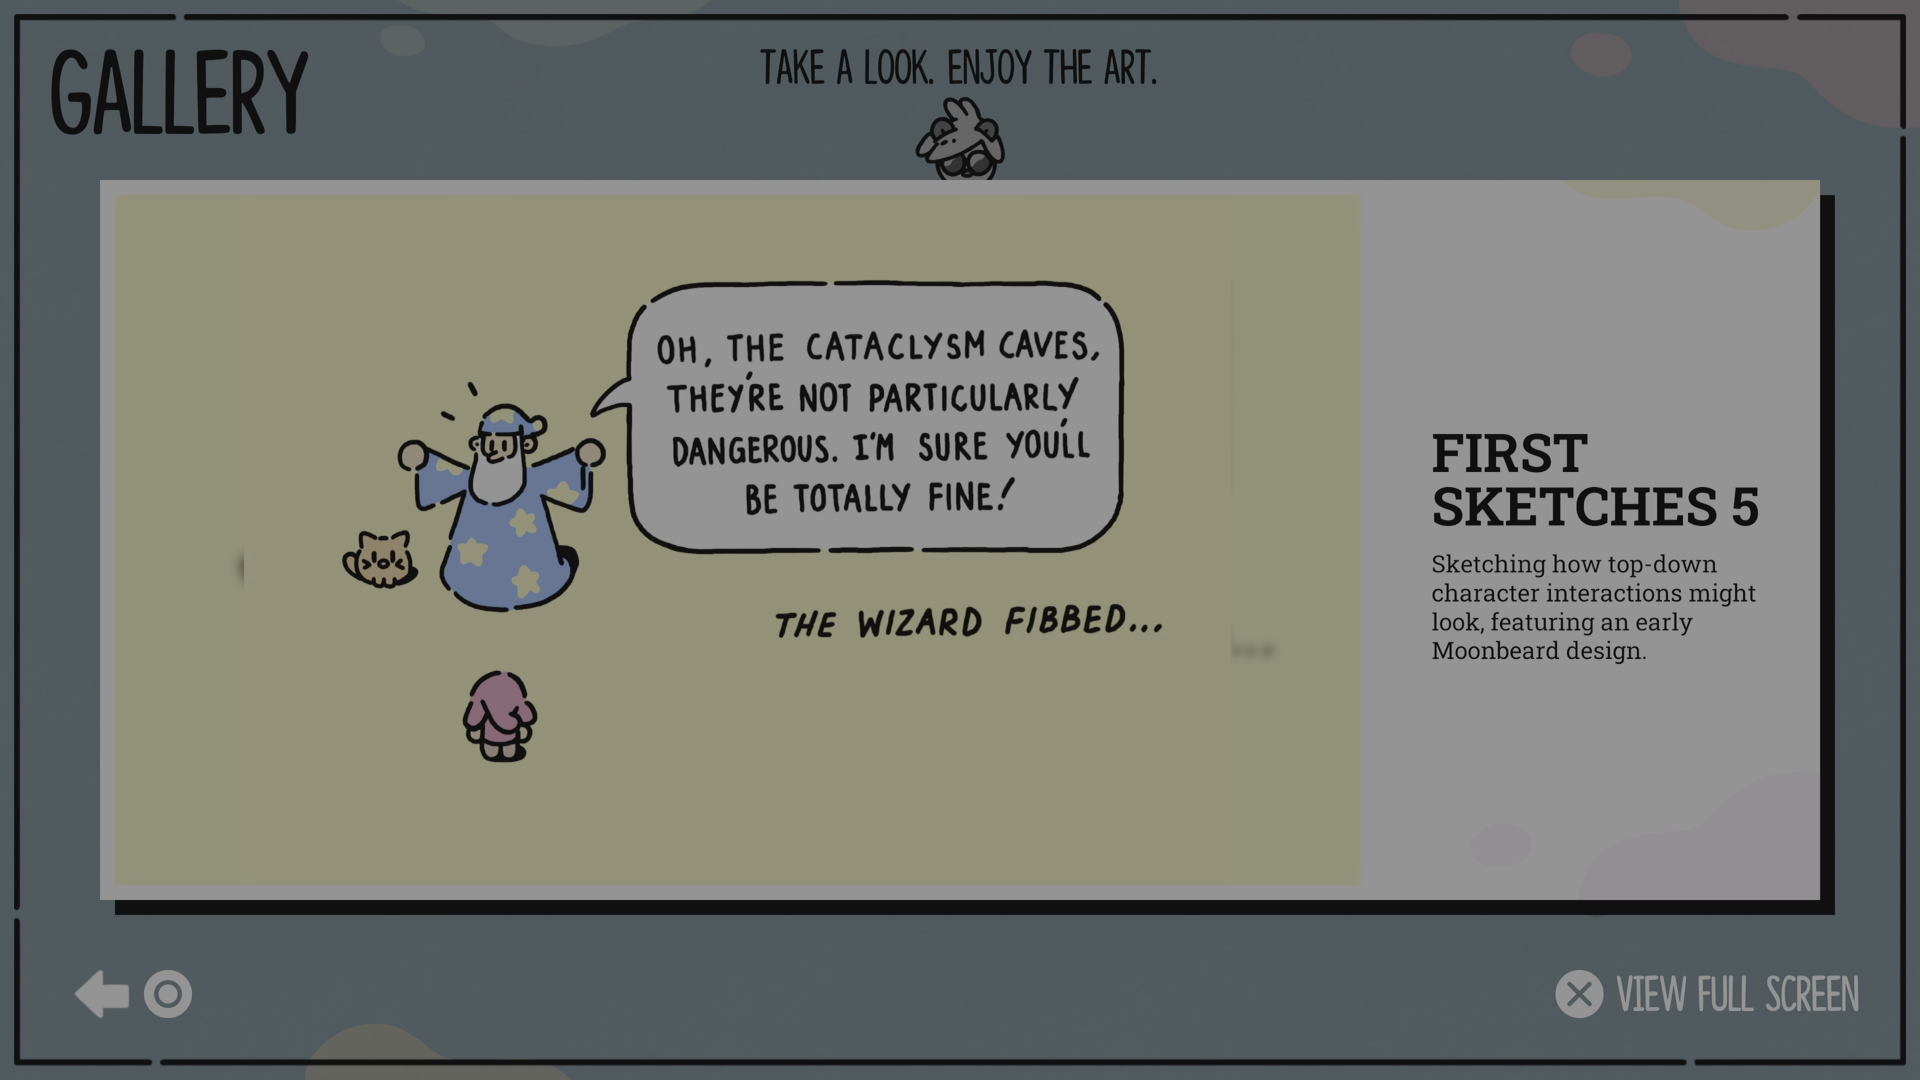 GALLERY
TAKE A LOOK. ENJOY THE ART.
OH, THE CATACLYSM CAVES,
THEY'RE NOT PARTICULARLY
DANGEROUS. I'M SURE YOU'LL
BE TOTALLY FINE!
THE WIZARD FIBBED...
FIRST
SKETCHES 5
Sketching how top-down
character interactions might
look, featuring an early
Moonbeard design.
VIEW FULL SCREEN